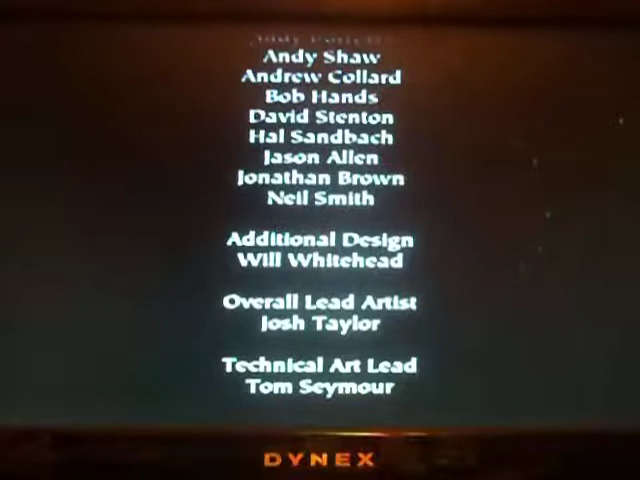 Andy Shaw
Andrew Collard
Bob Hands
David Stenton
Hal Sandbach
Jason Allen
Jonathan Brown
Neil Smith
Additional Design
Will Whitehead
Overall Lead Artist
Josh Taylor
Technical Art Lead
Tom Seymour
DYNEX